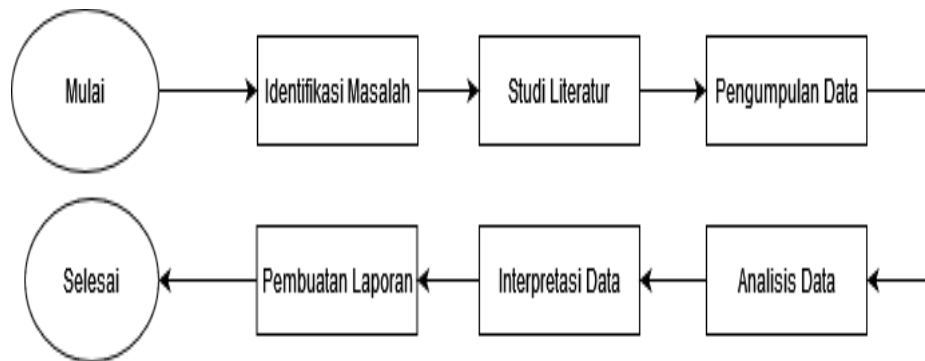 Mulai
Identifikasi Masalah
Studi Literatur
Pengumpulan Data
Analisis Data
Interpretasi Data
Pembuatan Laporan
Selesai